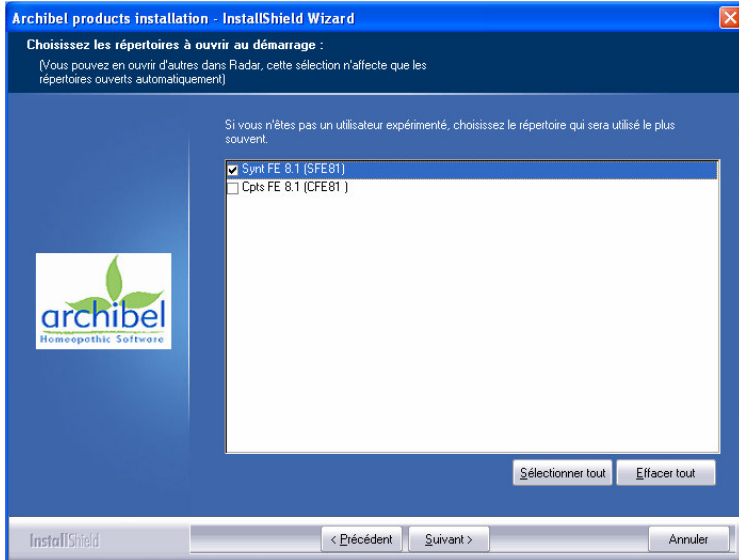 Archibel products installation - InstallShield Wizard
Choisissez les répertoires à ouvrir au démarrage :
(Vous pouvez en ouvrir d'autres dans Radar, cette sélection n'affecte que les
répertoires ouverts automatiquement)
Si vous n'êtes pas un utilisateur expérimenté, choisissez le répertoire qui sera utilisé le plus
souvent.
Synt FE 8.1 (SFE81)
Cpts FE 8.1 (CFE81 )
archibel
Homeopathic Software
Sélectionner tout
Effacer tout
InstallShield
< Précédent
Suivant >
Annuler